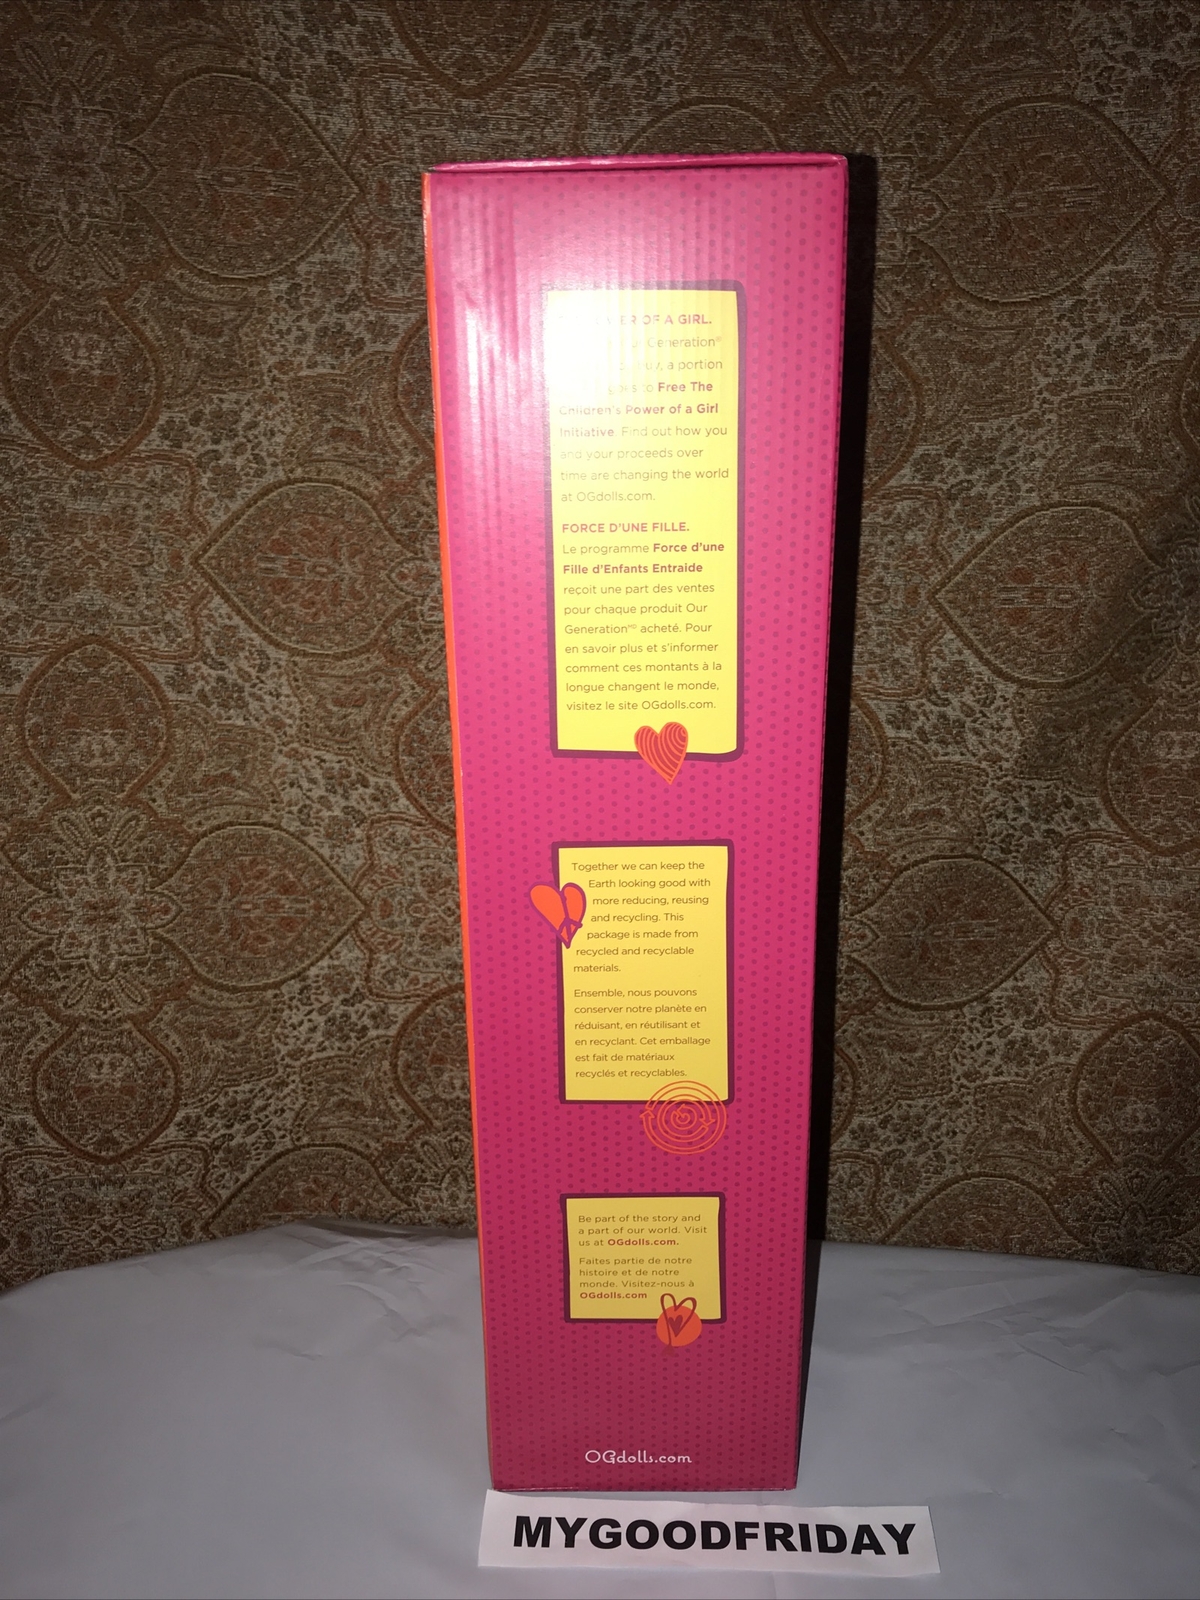 OF A GIRL.
Generation®
a portion
goes to Free The
Children's Power of a Girl
Initiative. Find out how you
and your proceeds over
time are changing the world
at OGdolls.com.
FORCE D'UNE FILLE.
Le programme Force d'une
Fille d'Enfants Entraide
reçoit une part des ventes
pour chaque produit Our
Generation MD acheté. Pour
en savoir plus et s'informer
comment ces montants à la
longue changent le monde,
visitez le site OGdolls.com.
Together we can keep the
Earth looking good with
more reducing, reusing
and recycling. This
package is made from
recycled and recyclable
materials.
Ensemble, nous pouvons
conserver notre planète en
réduisant, en réutilisant et
en recyclant. Cet emballage
est fait de matériaux
recyclés et recyclables.
Be part of the story and
a part of our world. Visit
us at OGdolls.com.
Faites partie de notre
histoire et de notre
monde. Visitez-nous à
OGdolls.com
OGdolls.com
MYGOODFRIDAY